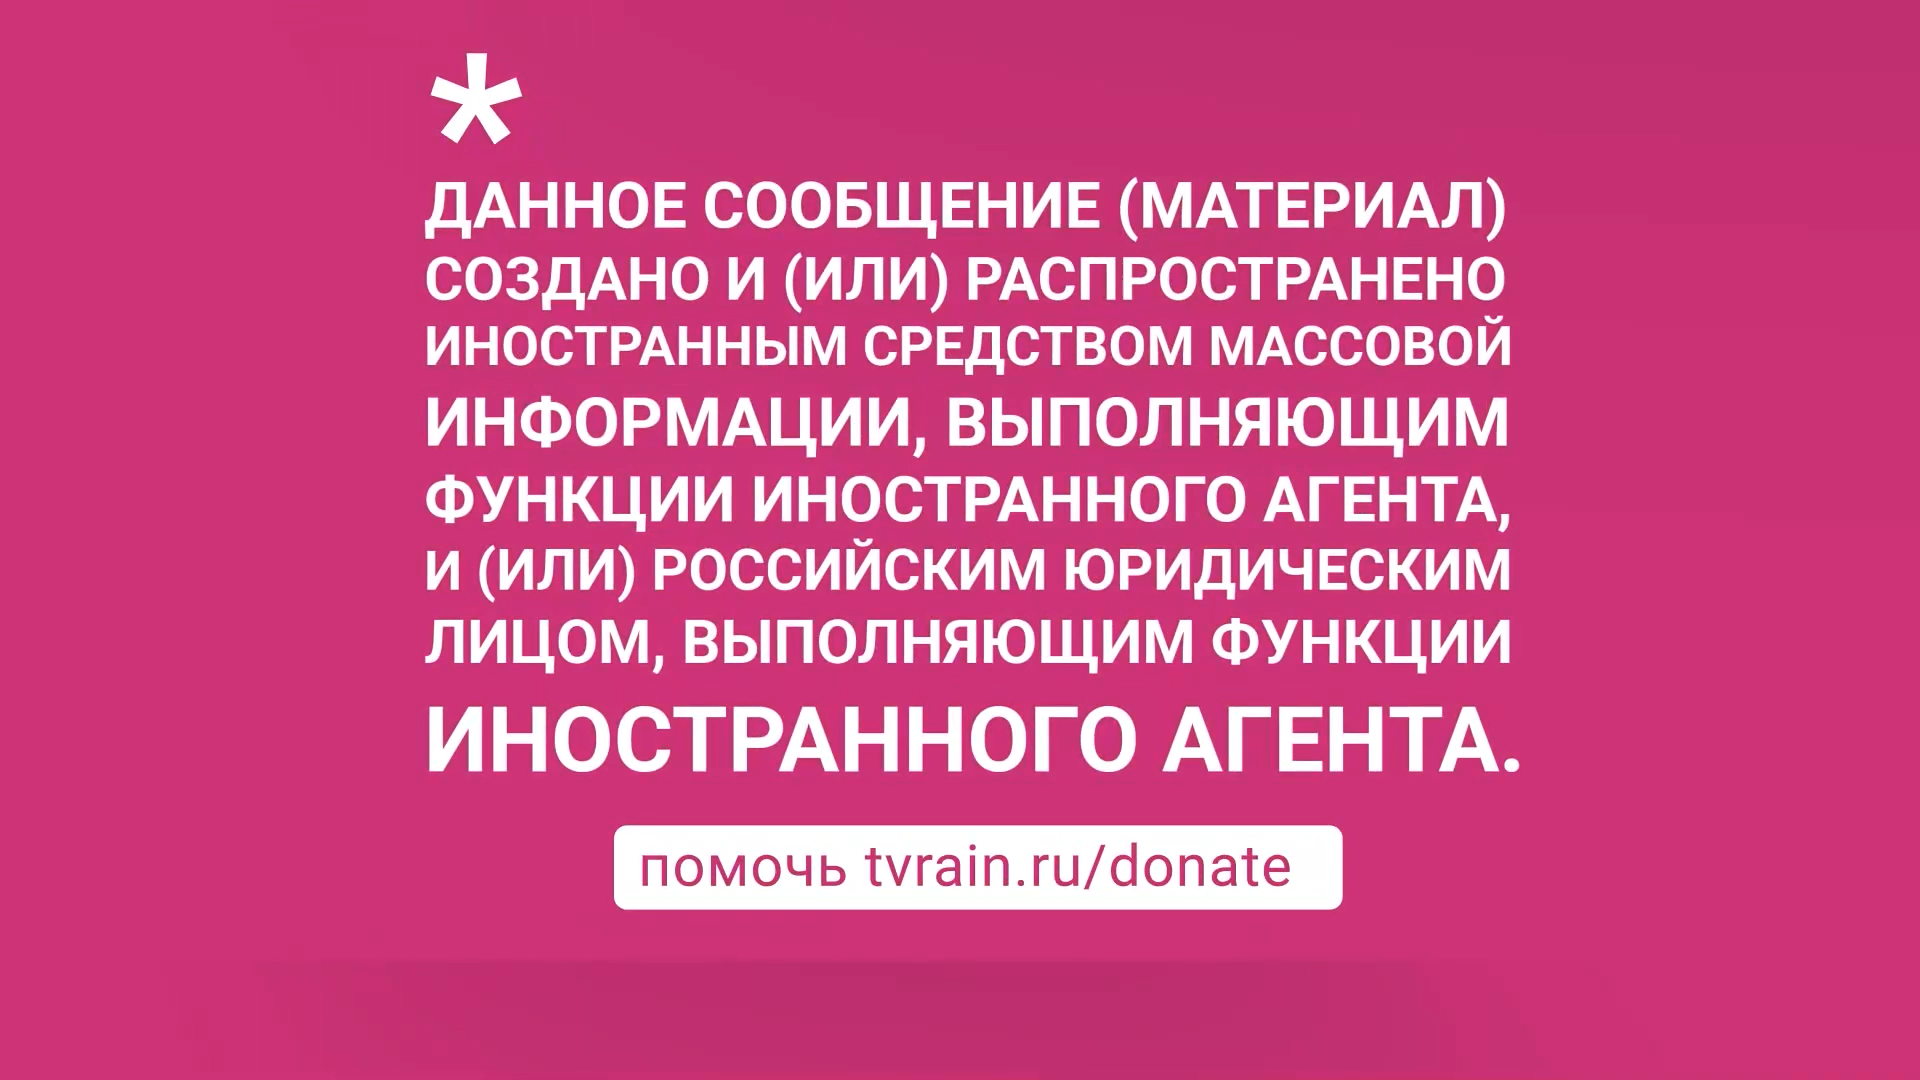 *
ДАННОЕ СООБЩЕНИЕ (МАТЕРИАЛ)
СОЗДАНО И (ИЛИ) РАСПРОСТРАНЕНО
ИНОСТРАННЫМ СРЕДСТВОМ МАССОВОЙ
ИНФОРМАЦИИ, ВЫПОЛНЯЮЩИМ
ФУНКЦИИ ИНОСТРАННОГО АГЕНТА,
И (ИЛИ) РОССИЙСКИМ ЮРИДИЧЕСКИМ
ЛИЦОМ, ВЫПОЛНЯЮЩИМ ФУНКЦИИ
ИНОСТРАННОГО АГЕНТА.
помочь tvrain.ru/donate